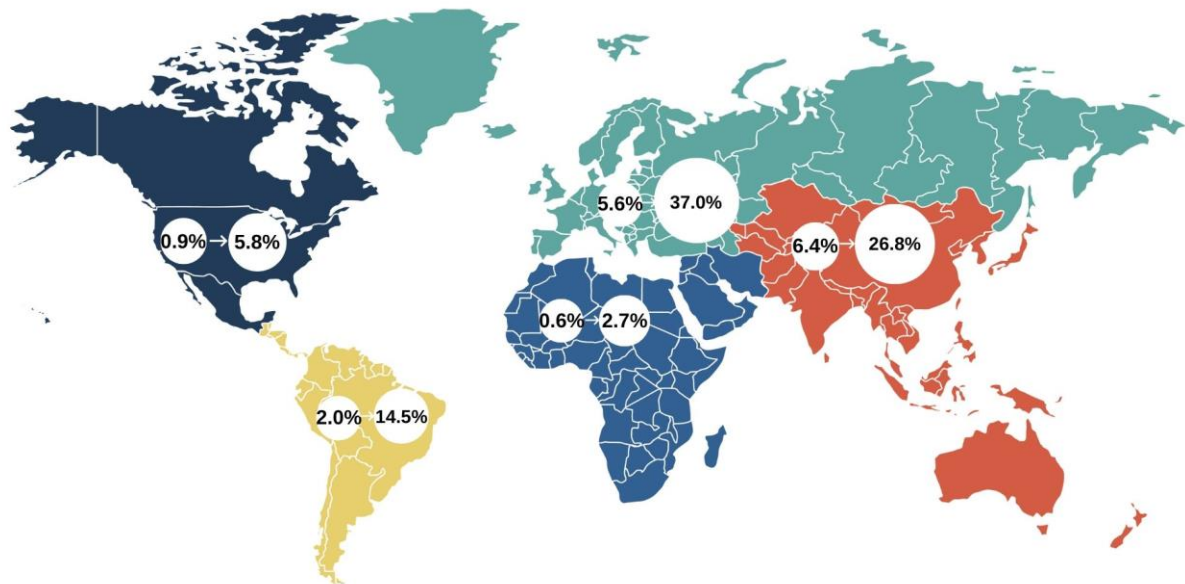 0.9% → 5.8%
5.6% 37.0%
6.4% → 26.8%
0.6% → 2.7%
2.0% → 14.5%